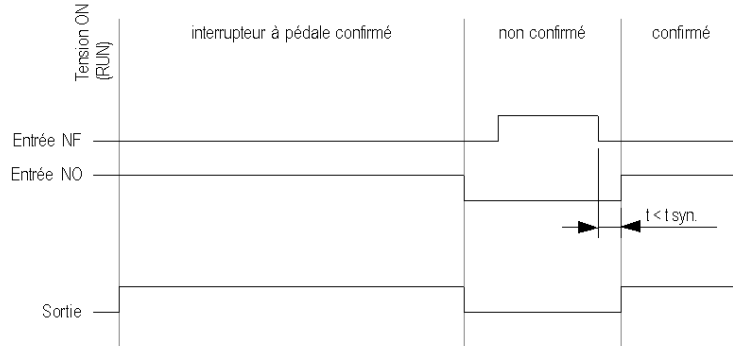 Tension ON
(RUN)
interrupteur à pédale confirmé
non confirmé
confirmé
Entrée NF
Entrée NO
t < t syn.
Sortie